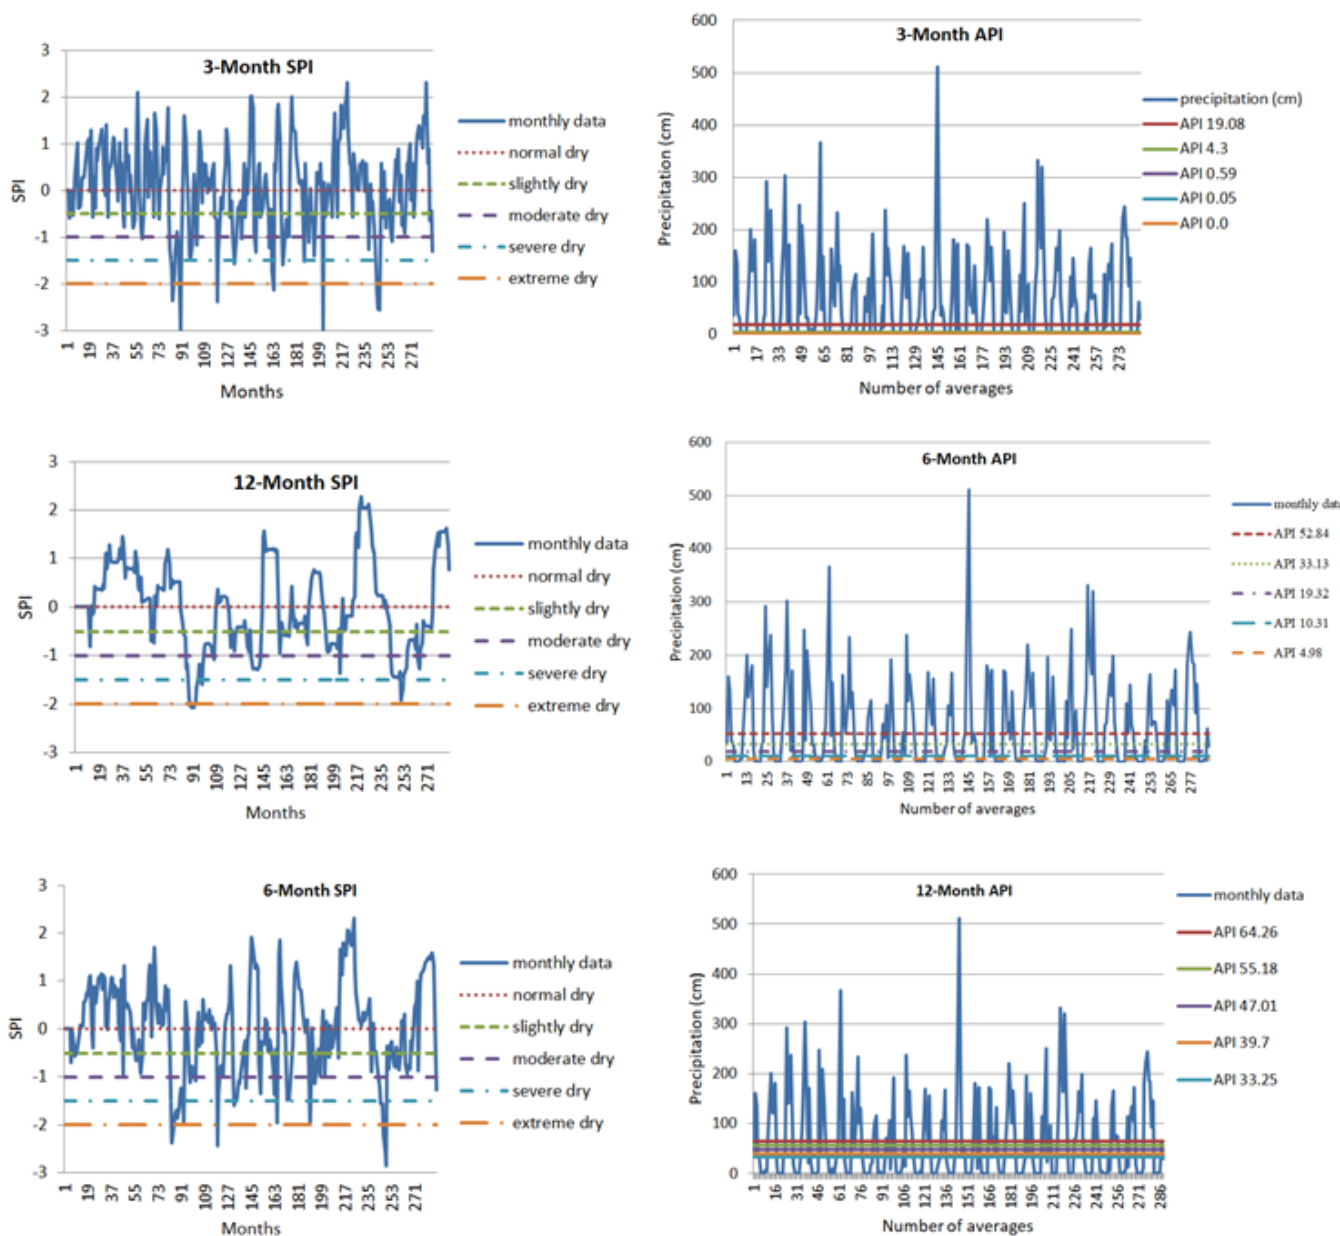 3-Month SPI
3
2
1
0
-1
-2
-3
SPI
1 19 37 55 73 91 109 127 145 163 181 199 217 235 253 271
Months
monthly data
normal dry
slightly dry
moderate dry
severe dry
extreme dry
3-Month API
600
500
400
300
200
100
0
Precipitation (cm)
1 17 33 49 65 81 97 113 129 145 161 177 193 209 225 241 257 273
Number of averages
precipitation (cm)
API 19.08
API 4.3
API 0.59
API 0.05
API 0.0
12-Month SPI
3
2
1
0
-1
-2
-3
SPI
1 19 37 55 73 91 109 127 145 163 181 199 217 235 253 271
Months
monthly data
normal dry
slightly dry
moderate dry
severe dry
extreme dry
6-Month API
600
500
400
300
200
100
0
Precipitation (cm)
1 13 25 37 49 61 73 85 97 109 121 133 145 157 169 181 193 205 217 229 241 253 265 277
Number of averages
monthly data
API 52.84
API 33.13
API 19.32
API 10.31
API 4.98
6-Month SPI
3
2
1
0
-1
-2
-3
SPI
1 19 37 55 73 91 109 127 145 163 181 199 217 235 253 271
Months
monthly data
normal dry
slightly dry
moderate dry
severe dry
extreme dry
12-Month API
600
500
400
300
200
100
0
Precipitation (cm)
1 16 31 46 61 76 91 106 121 136 151 166 181 196 211 226 241 256 271 286
Number of averages
monthly data
API 64.26
API 55.18
API 47.01
API 39.7
API 33.25